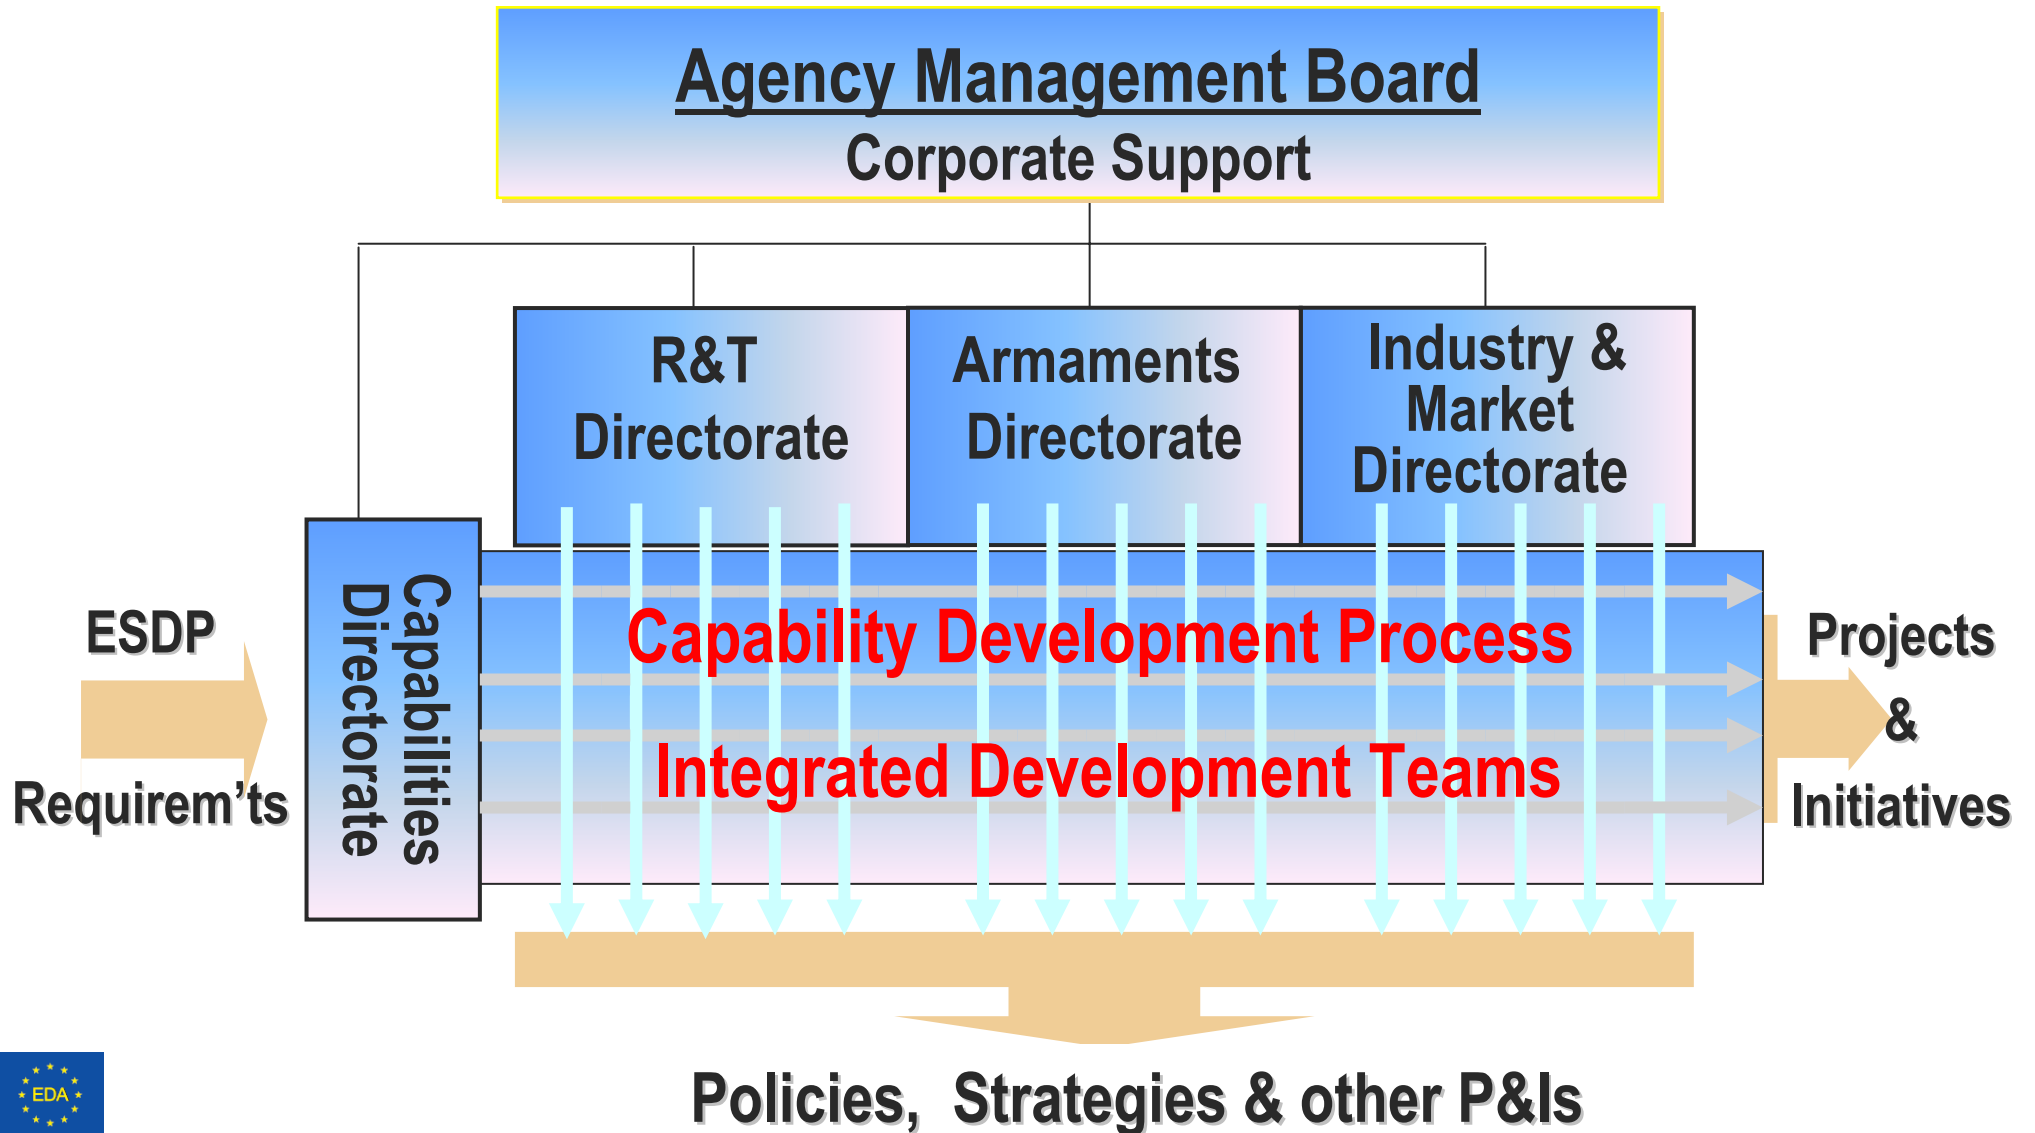 Agency Management Board
Corporate Support
R&T
Directorate
Armaments
Directorate
Industry &
Market
Directorate
Capabilities
Directorate
ESDP
Requirem’ts
Capability Development Process
Integrated Development Teams
Projects
&
Initiatives
Policies,  Strategies & other P&Is
EDA